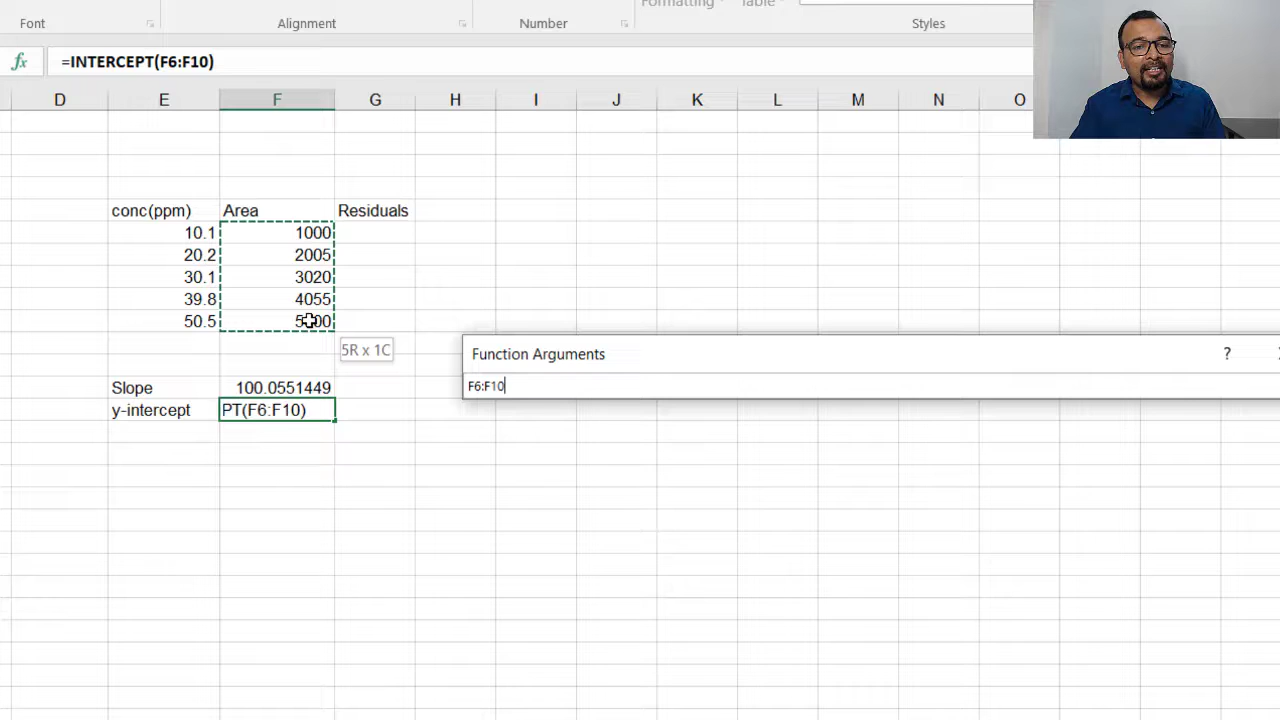 Formatting Table
Font Alignment Number Styles
fx =INTERCEPT(F6:F10)
D E F G H I J K L M N O
conc(ppm) Area Residuals
10.1 1000
20.2 2005
30.1 3020
39.8 4055
50.5
5R x 1C
Function Arguments ?
F6:F10
Slope 100.0551449
y-intercept PT(F6:F10)